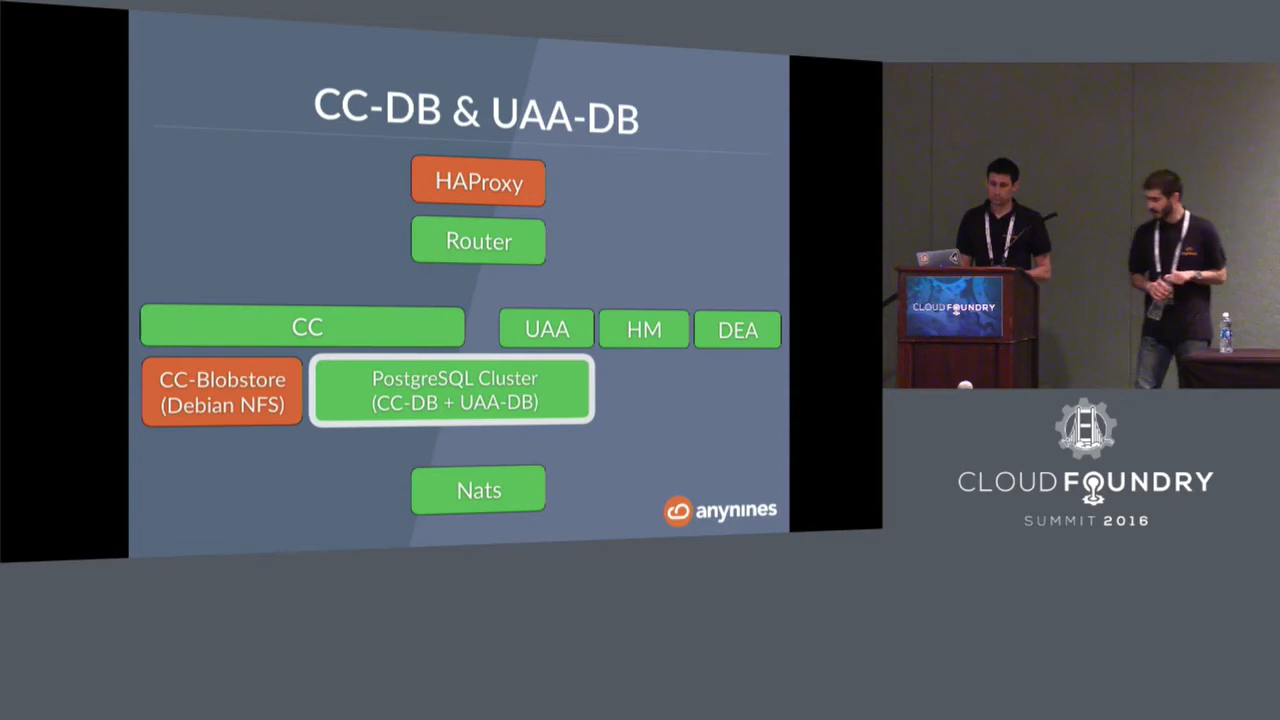 CC-DB & UAA-DB
HAProxy
Router
CC
UAA
HM
DEA
CC-Blobstore
(Debian NFS)
PostgreSQL Cluster
(CC-DB + UAA-DB)
Nats
anynines
CLOUD FOUNDRY
CLOUD FOUNDRY
SUMMIT 2016